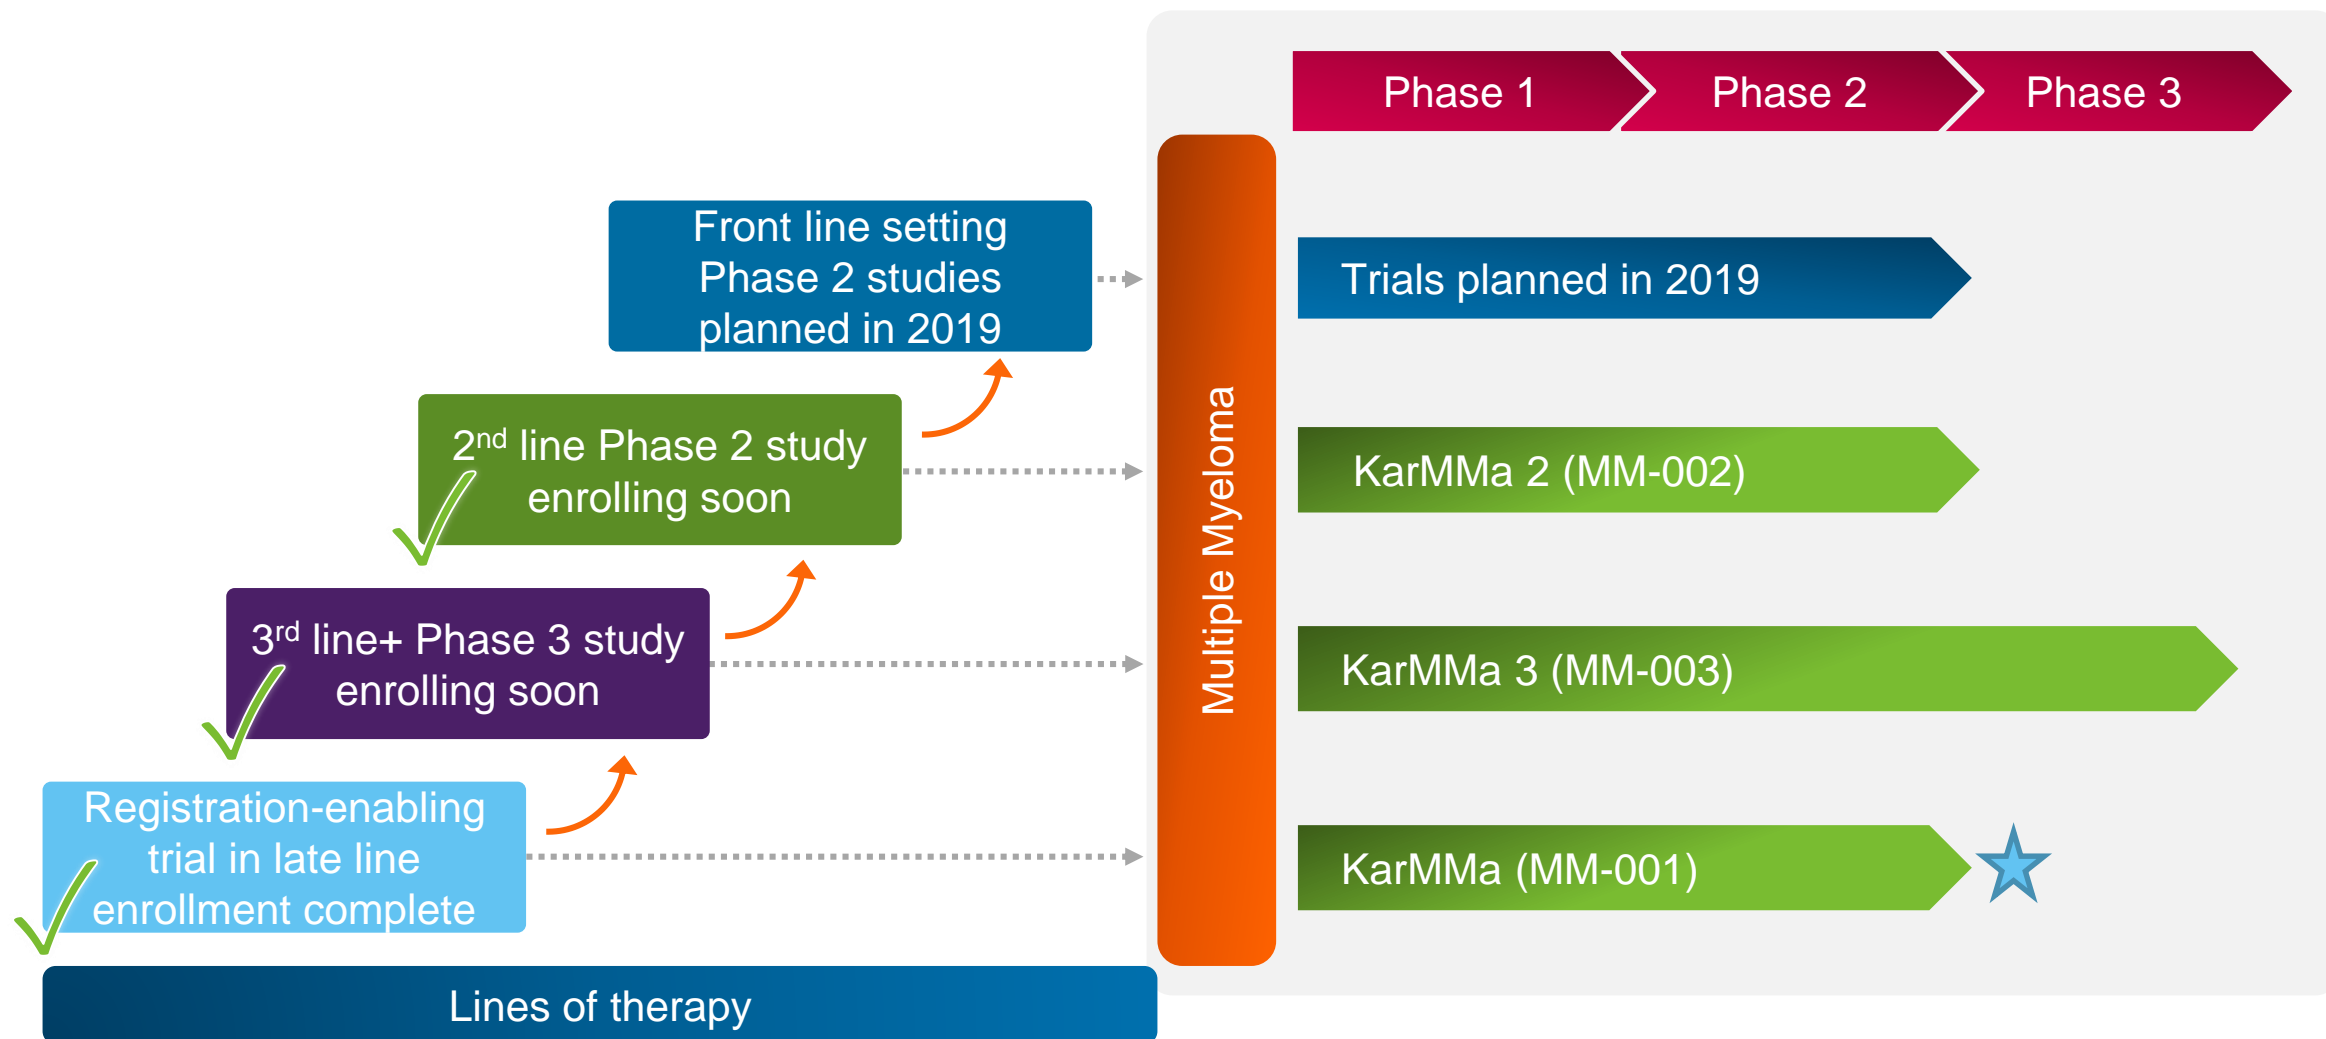 Phase 1
Phase 2
Phase 3
Front line setting
Phase 2 studies
planned in 2019
Trials planned in 2019
2nd line Phase 2 study
enrolling soon
KarMMa 2 (MM-002)
Multiple Myeloma
3rd line+ Phase 3 study
enrolling soon
KarMMa 3 (MM-003)
Registration-enabling
trial in late line
enrollment complete
KarMMa (MM-001)
Lines of therapy